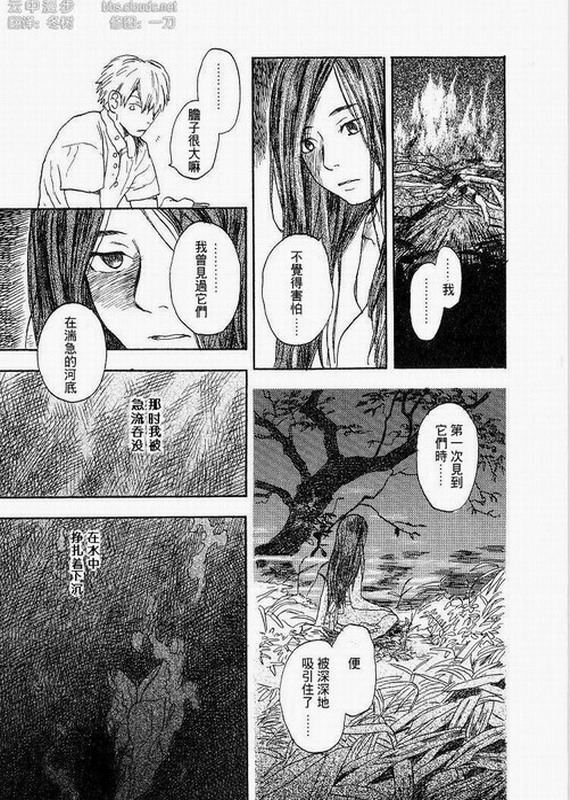 云中漫步 bbs.cloudc.net
翻译：冬树 修图：一刀
……我
………
不覺得害怕……
………
膽子很大嘛
………
我曾見過它們
在湍急的河底
第一次見到
它們時……
便
被深深地
吸引住了……
那时我被
急流吞没
在水中
挣扎着下沉